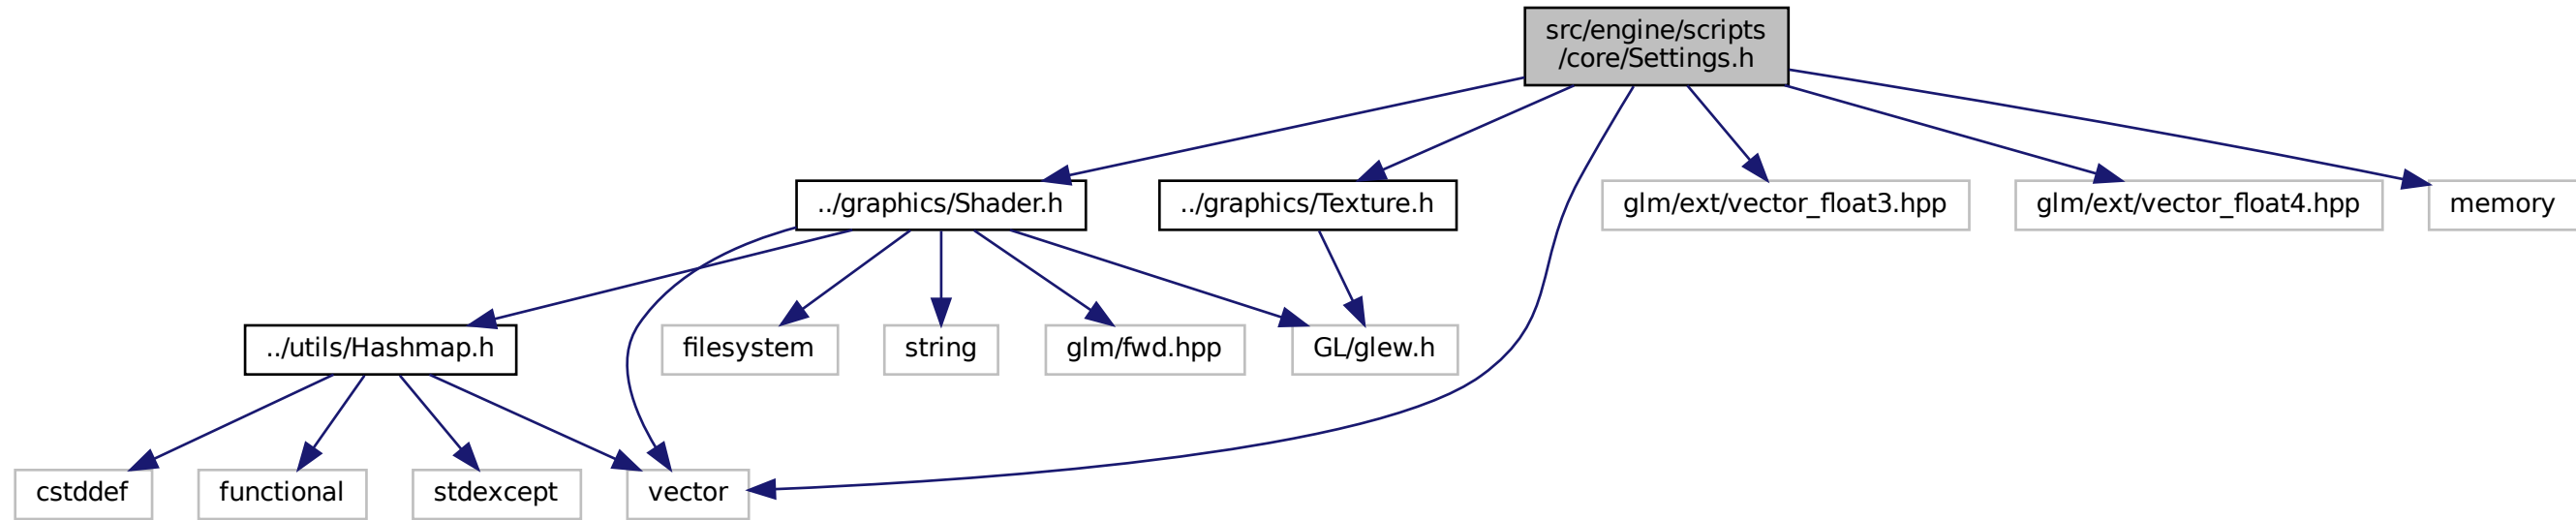 src/engine/scripts
/core/Settings.h
../graphics/Shader.h
../graphics/Texture.h
glm/ext/vector_float3.hpp
glm/ext/vector_float4.hpp
memory
../utils/Hashmap.h
filesystem
string
glm/fwd.hpp
GL/glew.h
cstddef
functional
stdexcept
vector